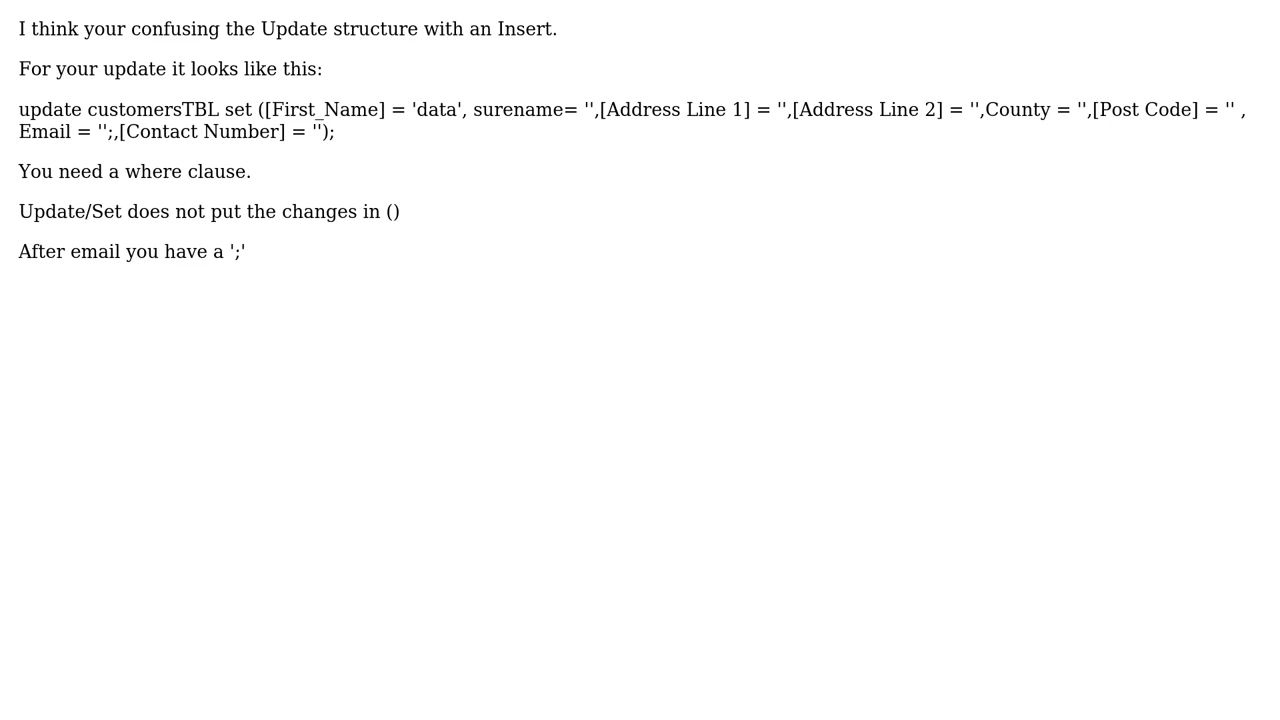 I think your confusing the Update structure with an Insert.
For your update it looks like this:
update customersTBL set ([First_Name] = 'data', surename= '',[Address Line 1] = '',[Address Line 2] = '',County = '',[Post Code] = '' ,
Email = '';,[Contact Number] = '');
You need a where clause.
Update/Set does not put the changes in ()
After email you have a ';'